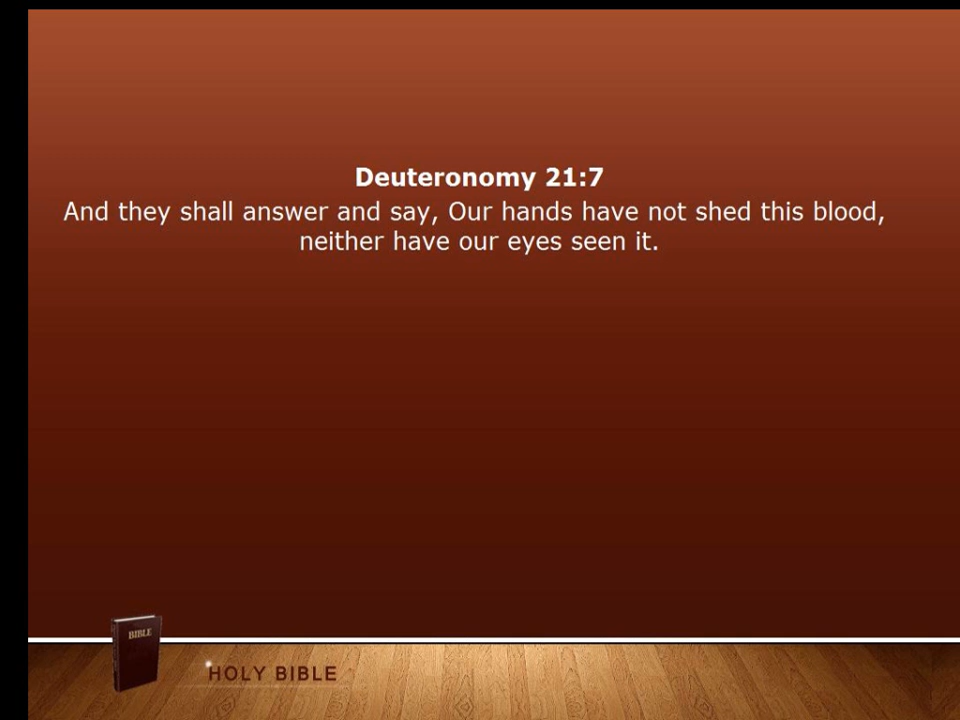 Deuteronomy 21:7
And they shall answer and say, Our hands have not shed this blood,
neither have our eyes seen it.
BIBLE
HOLY BIBLE